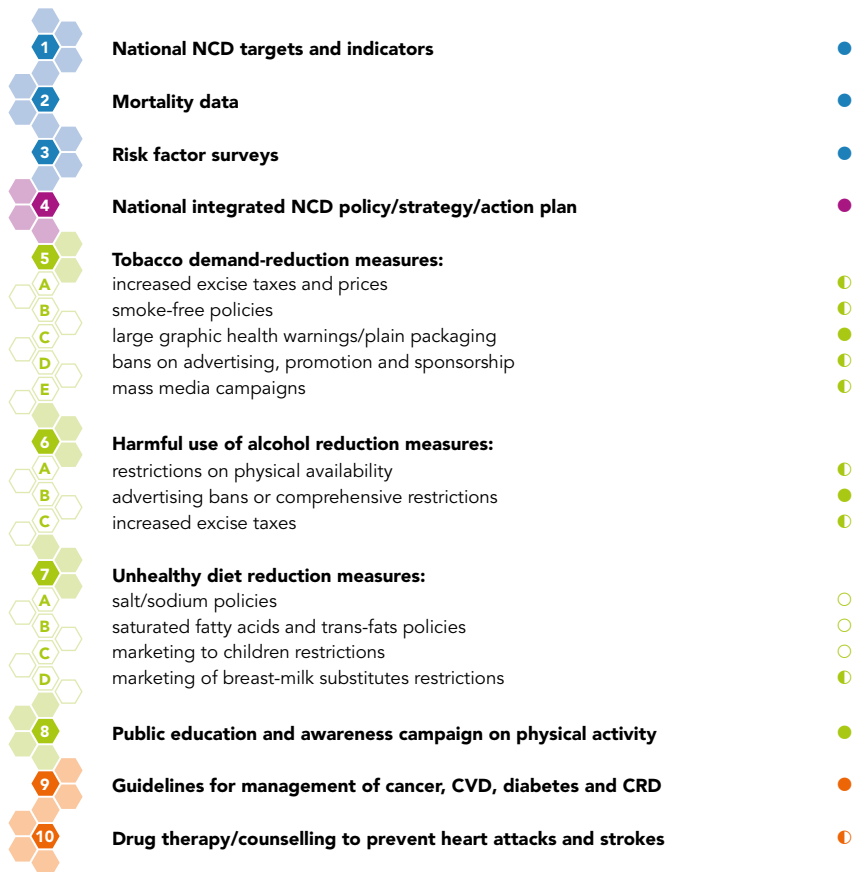 1 National NCD targets and indicators
2 Mortality data
3 Risk factor surveys
4 National integrated NCD policy/strategy/action plan
5 Tobacco demand-reduction measures:
A increased excise taxes and prices
B smoke-free policies
C large graphic health warnings/plain packaging
D bans on advertising, promotion and sponsorship
E mass media campaigns
6 Harmful use of alcohol reduction measures:
A restrictions on physical availability
B advertising bans or comprehensive restrictions
C increased excise taxes
7 Unhealthy diet reduction measures:
A salt/sodium policies
B saturated fatty acids and trans-fats policies
C marketing to children restrictions
D marketing of breast-milk substitutes restrictions
8 Public education and awareness campaign on physical activity
9 Guidelines for management of cancer, CVD, diabetes and CRD
10 Drug therapy/counselling to prevent heart attacks and strokes